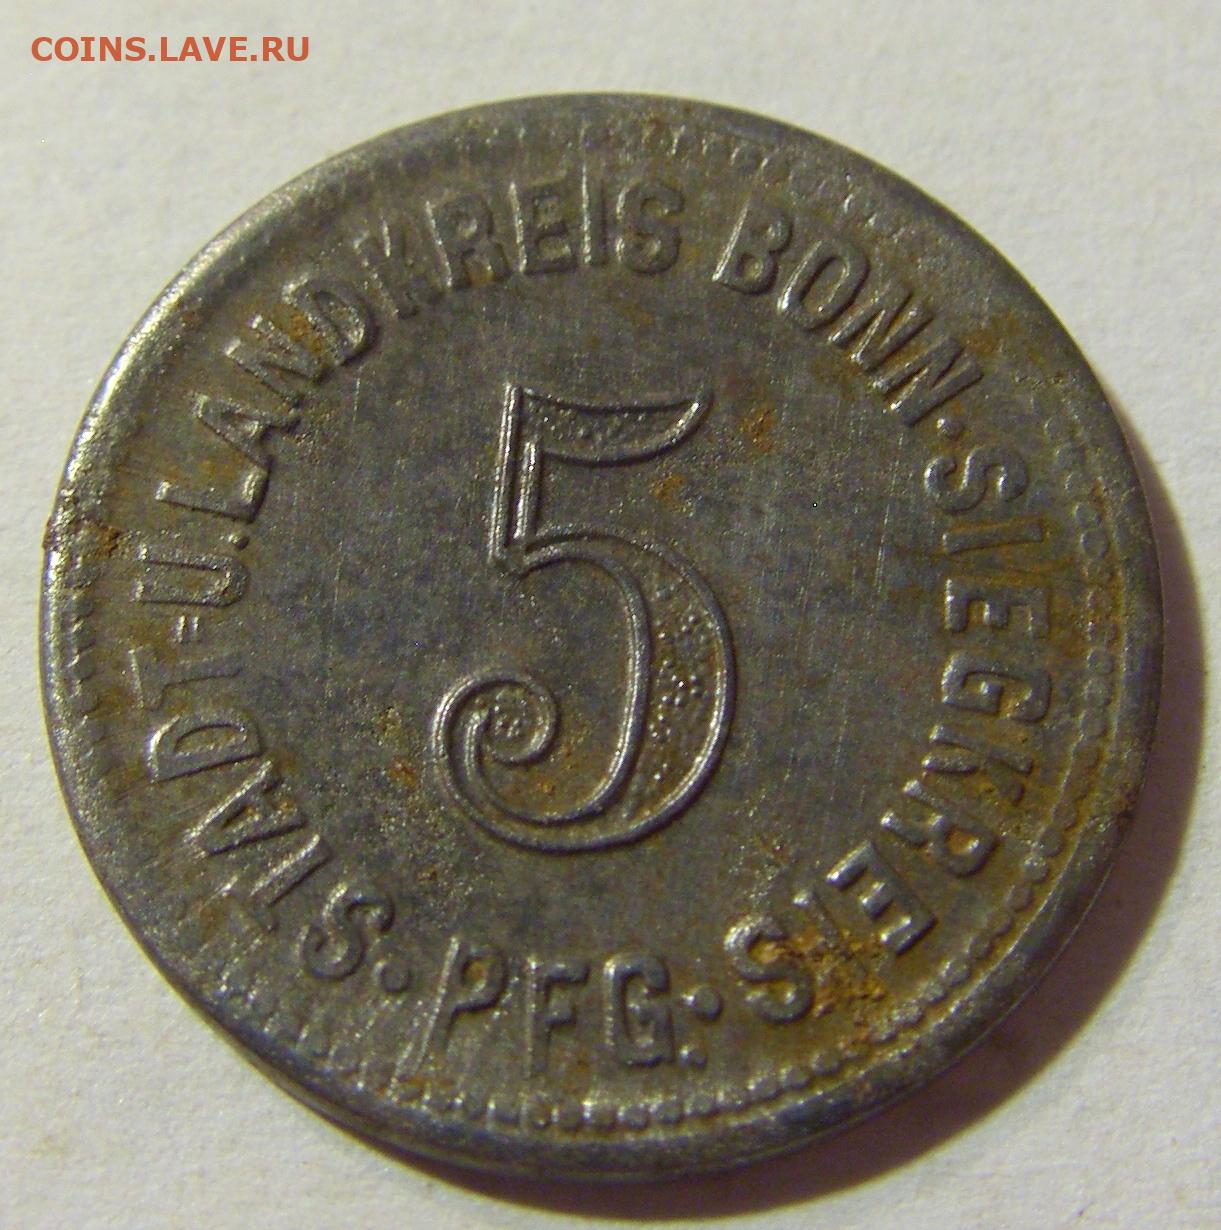 COINS.LAVE.RU
STADT=U.LANDKREIS BONN·SIEGKREIS·
5
PFG.·